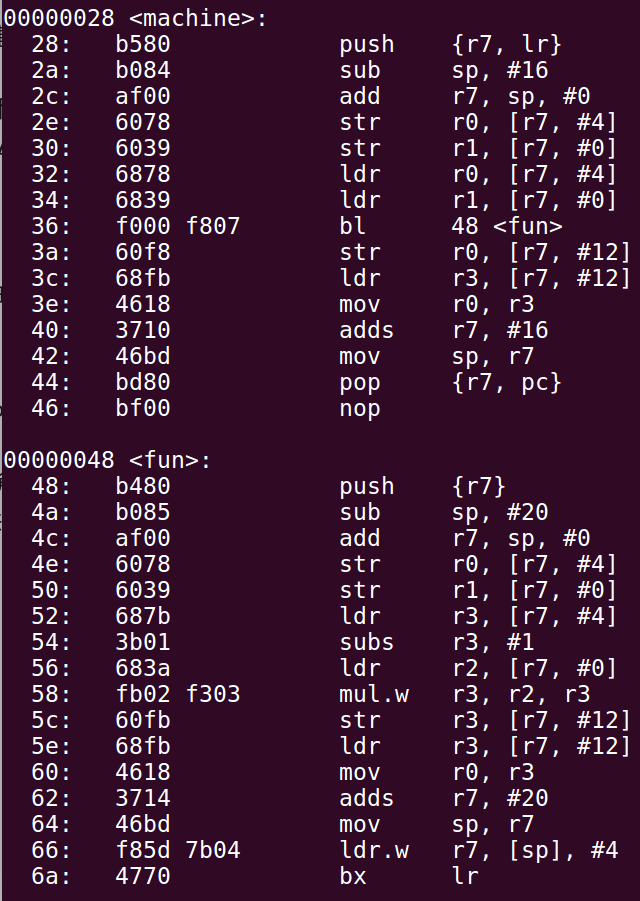 00000028 <machine>:
  28:   b580            push    {r7, lr}
  2a:   b084            sub     sp, #16
  2c:   af00            add     r7, sp, #0
  2e:   6078            str     r0, [r7, #4]
  30:   6039            str     r1, [r7, #0]
  32:   6878            ldr     r0, [r7, #4]
  34:   6839            ldr     r1, [r7, #0]
  36:   f000 f807       bl      48 <fun>
  3a:   60f8            str     r0, [r7, #12]
  3c:   68fb            ldr     r3, [r7, #12]
  3e:   4618            mov     r0, r3
  40:   3710            adds    r7, #16
  42:   46bd            mov     sp, r7
  44:   bd80            pop     {r7, pc}
  46:   bf00            nop

00000048 <fun>:
  48:   b480            push    {r7}
  4a:   b085            sub     sp, #20
  4c:   af00            add     r7, sp, #0
  4e:   6078            str     r0, [r7, #4]
  50:   6039            str     r1, [r7, #0]
  52:   687b            ldr     r3, [r7, #4]
  54:   3b01            subs    r3, #1
  56:   683a            ldr     r2, [r7, #0]
  58:   fb02 f303       mul.w   r3, r2, r3
  5c:   60fb            str     r3, [r7, #12]
  5e:   68fb            ldr     r3, [r7, #12]
  60:   4618            mov     r0, r3
  62:   3714            adds    r7, #20
  64:   46bd            mov     sp, r7
  66:   f85d 7b04       ldr.w   r7, [sp], #4
  6a:   4770            bx      lr